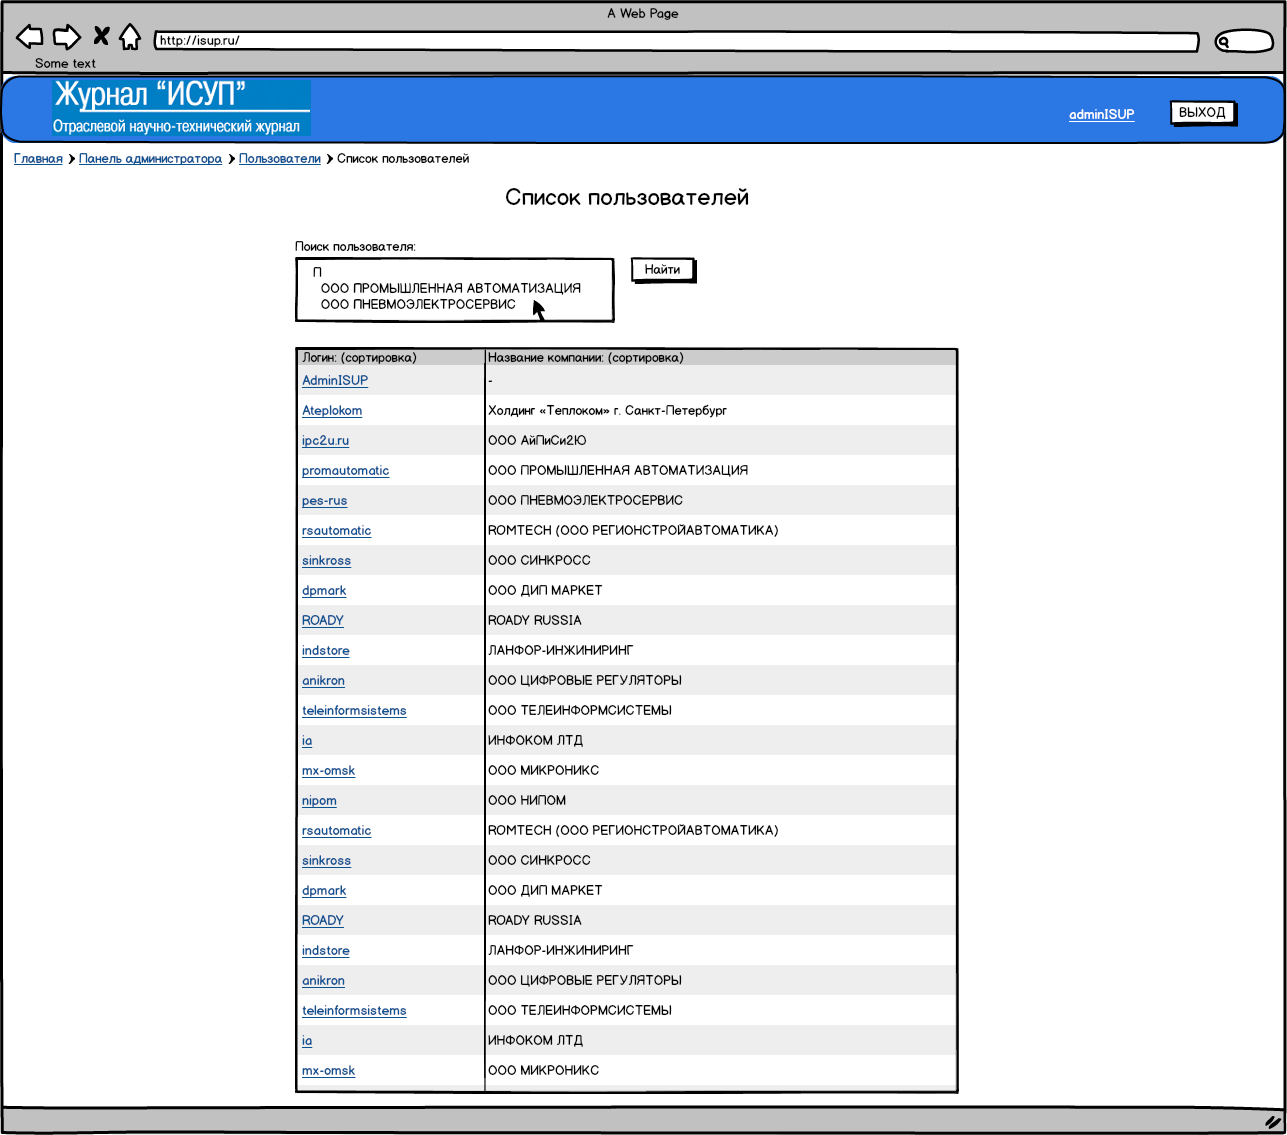 A Web Page
http://isup.ru/
Some text
Журнал “ИСУП”
Отраслевой научно-технический журнал
adminISUP
ВЫХОД
Главная Панель администратора Пользователи Список пользователей
Список пользователей
Поиск пользователя:
П
ООО ПРОМЫШЛЕННАЯ АВТОМАТИЗАЦИЯ
ООО ПНЕВМОЭЛЕКТРОСЕРВИС
Найти
Логин: (сортировка) Название компании: (сортировка)
AdminISUP -
Ateplokom Холдинг «Теплоком» г. Санкт-Петербург
ipc2u.ru ООО АйПиСи2Ю
promautomatic ООО ПРОМЫШЛЕННАЯ АВТОМАТИЗАЦИЯ
pes-rus ООО ПНЕВМОЭЛЕКТРОСЕРВИС
rsautomatic ROMTECH (ООО РЕГИОНСТРОЙАВТОМАТИКА)
sinkross ООО СИНКРОСС
dpmark ООО ДИП МАРКЕТ
ROADY ROADY RUSSIA
indstore ЛАНФОР-ИНЖИНИРИНГ
anikron ООО ЦИФРОВЫЕ РЕГУЛЯТОРЫ
teleinformsistems ООО ТЕЛЕИНФОРМСИСТЕМЫ
ia ИНФОКОМ ЛТД
mx-omsk ООО МИКРОНИКС
nipom ООО НИПОМ
rsautomatic ROMTECH (ООО РЕГИОНСТРОЙАВТОМАТИКА)
sinkross ООО СИНКРОСС
dpmark ООО ДИП МАРКЕТ
ROADY ROADY RUSSIA
indstore ЛАНФОР-ИНЖИНИРИНГ
anikron ООО ЦИФРОВЫЕ РЕГУЛЯТОРЫ
teleinformsistems ООО ТЕЛЕИНФОРМСИСТЕМЫ
ia ИНФОКОМ ЛТД
mx-omsk ООО МИКРОНИКС